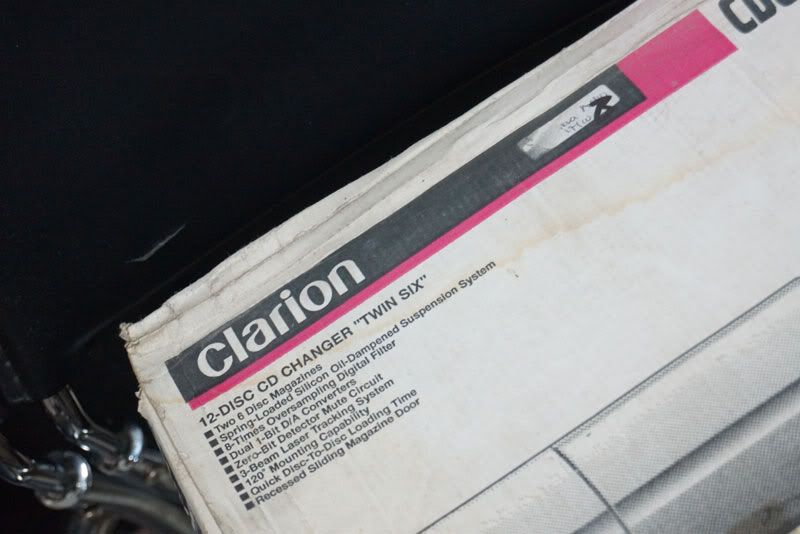 clarion
12-DISC CD CHANGER "TWIN SIX"
Two 6 Disc Magazines
Spring-Loaded Silicon Oil-Dampened Suspension System
8-Times Oversampling Digital Filter
Dual 1-Bit D/A Converters
Zero-Bit Detector Mute Circuit
3-Beam Laser Tracking System
120° Mounting Capability
Quick Disc-To-Disc Loading Time
Recessed Sliding Magazine Door